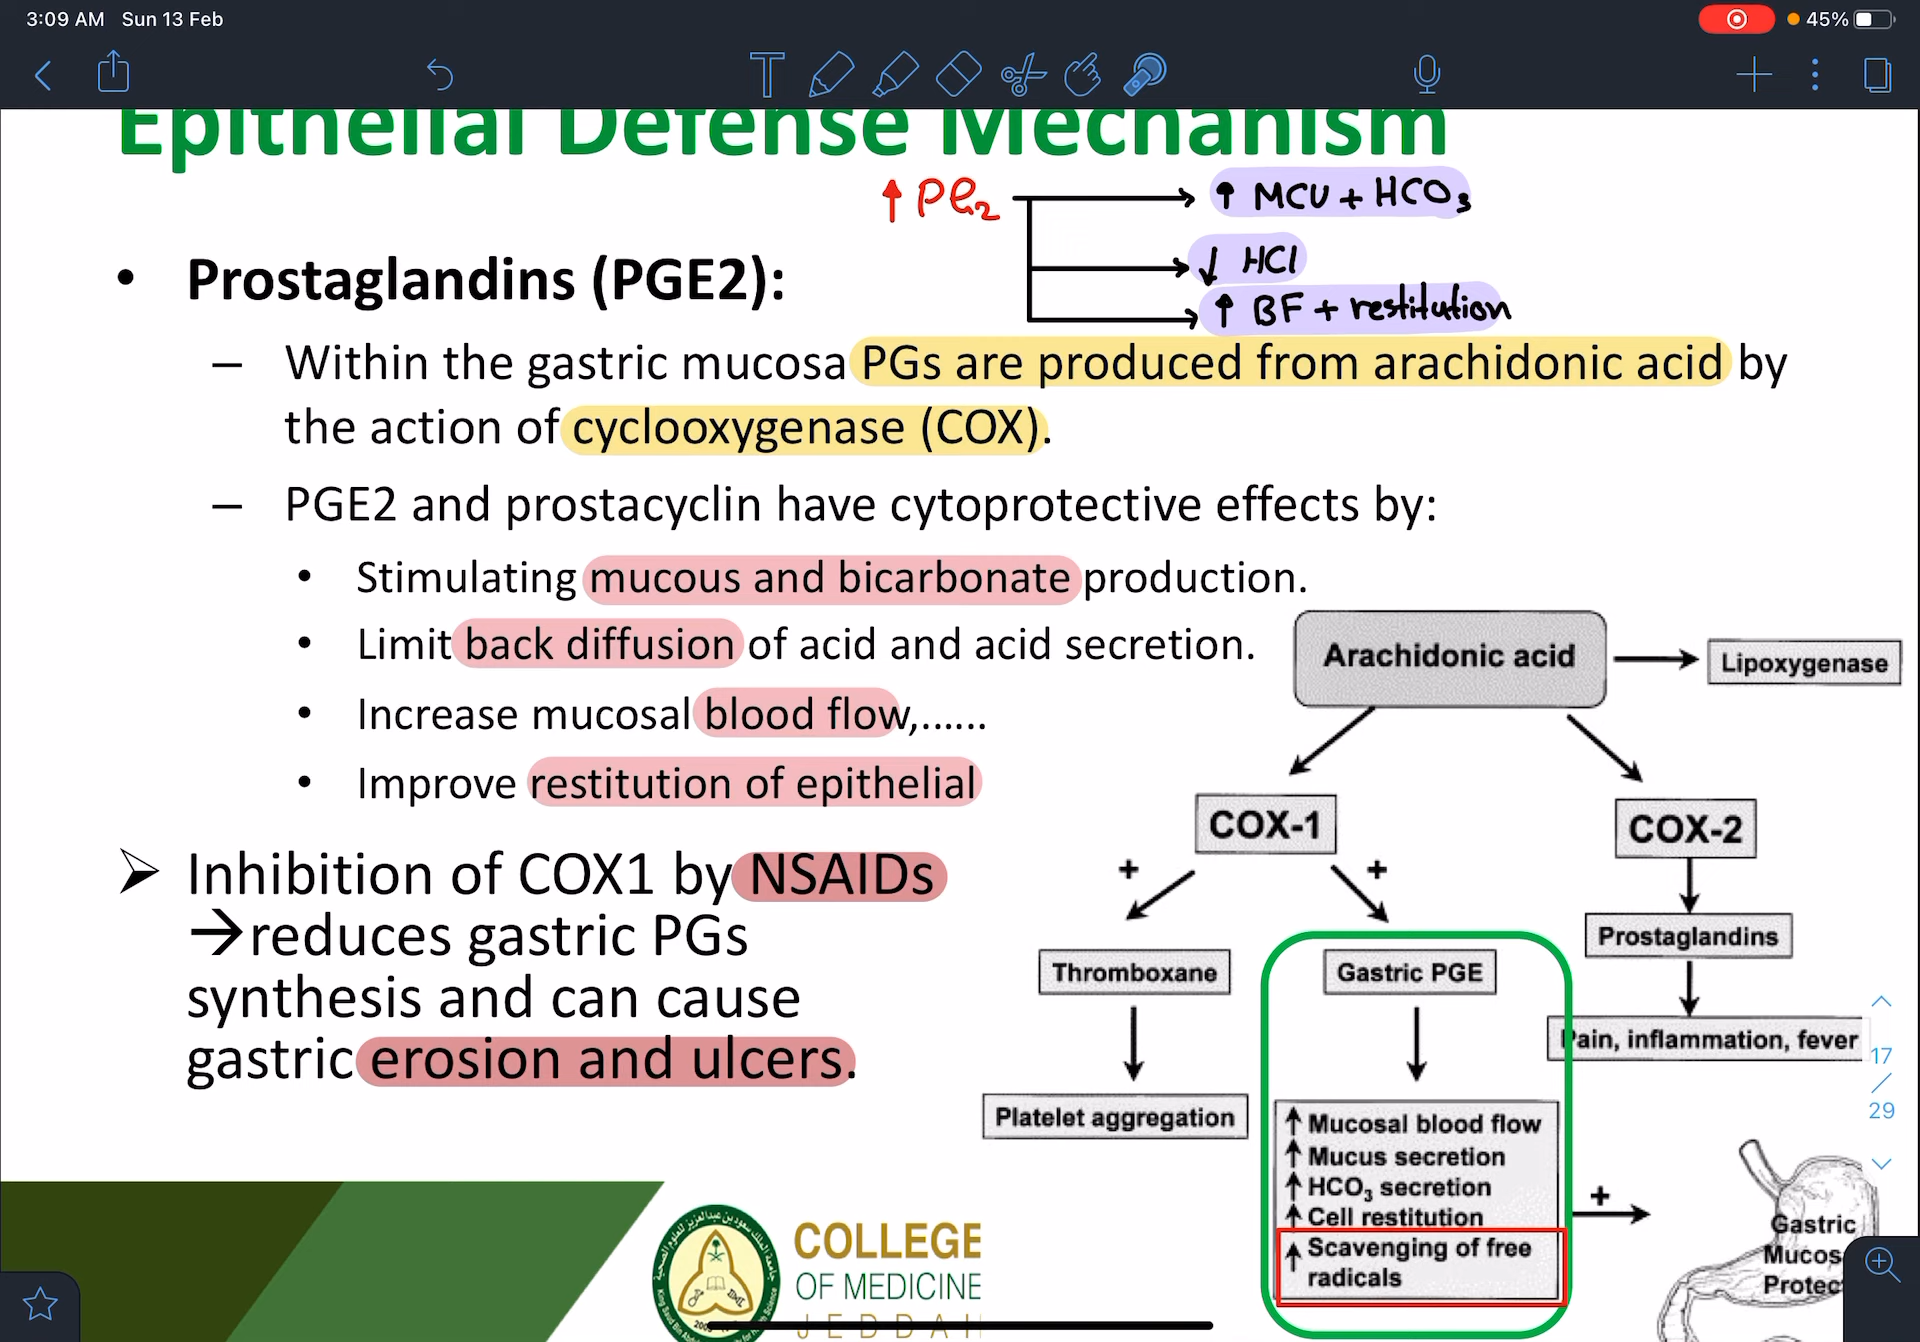 3:09 AM Sun 13 Feb
45%
Epithelial Defense Mechanism
↑ PG₂
↑ MCU + HCO₃
↓ HCl
↑ BF + restitution
• Prostaglandins (PGE2):
– Within the gastric mucosa PGs are produced from arachidonic acid by
the action of cyclooxygenase (COX).
– PGE2 and prostacyclin have cytoprotective effects by:
• Stimulating mucous and bicarbonate production.
• Limit back diffusion of acid and acid secretion.
• Increase mucosal blood flow,......
• Improve restitution of epithelial
➢ Inhibition of COX1 by NSAIDs
→reduces gastric PGs
synthesis and can cause
gastric erosion and ulcers.
Arachidonic acid
Lipoxygenase
COX-1
COX-2
+
+
Prostaglandins
Thromboxane
Gastric PGE
Pain, inflammation, fever
Platelet aggregation
↑ Mucosal blood flow
↑ Mucus secretion
↑ HCO₃ secretion
↑ Cell restitution
↑ Scavenging of free
radicals
+
Gastric
Mucos
Protec
17
/
29
COLLEGE
OF MEDICINE
JEDDAH